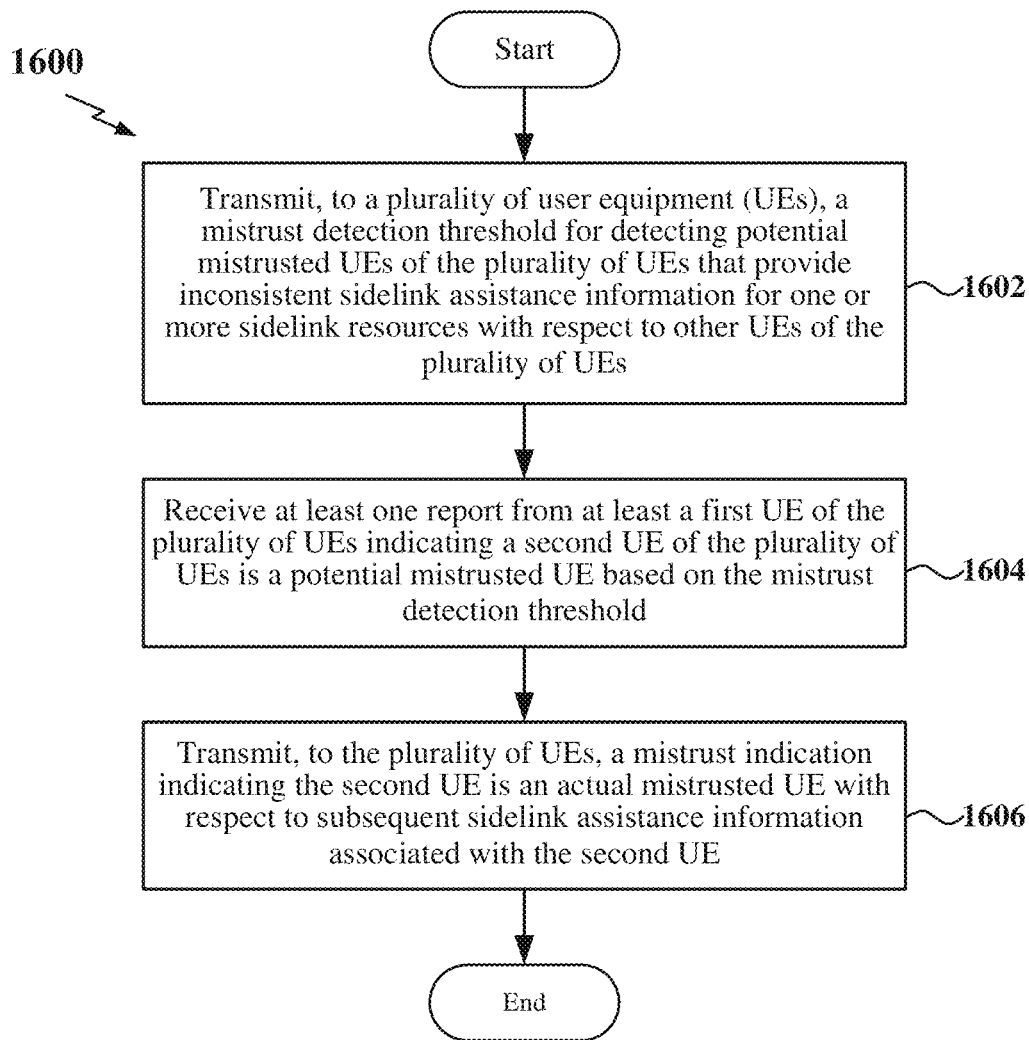 1600
Start
Transmit, to a plurality of user equipment (UEs), a
mistrust detection threshold for detecting potential
mistrusted UEs of the plurality of UEs that provide
inconsistent sidelink assistance information for one or
more sidelink resources with respect to other UEs of the
plurality of UEs
1602
Receive at least one report from at least a first UE of the
plurality of UEs indicating a second UE of the plurality of
UEs is a potential mistrusted UE based on the mistrust
detection threshold
1604
Transmit, to the plurality of UEs, a mistrust indication
indicating the second UE is an actual mistrusted UE with
respect to subsequent sidelink assistance information
associated with the second UE
1606
End